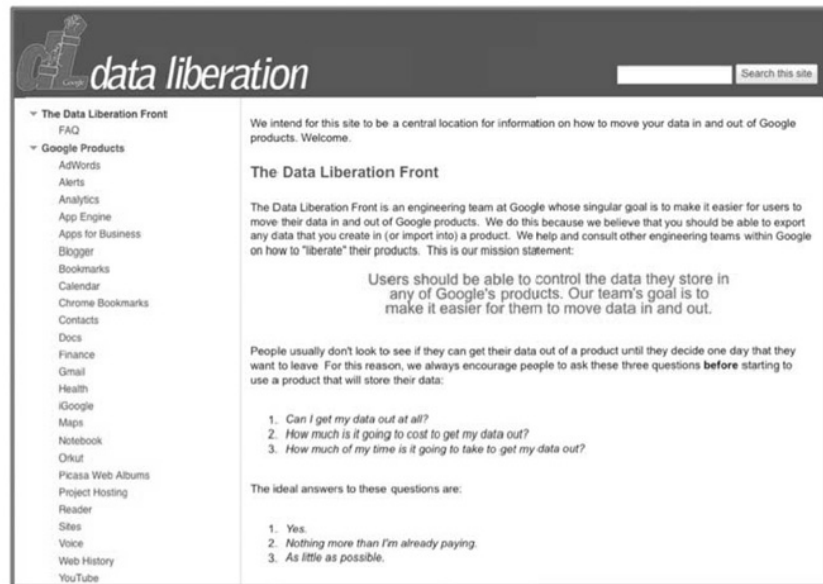 Google
data liberation
Search this site
The Data Liberation Front
FAQ
Google Products
AdWords
Alerts
Analytics
App Engine
Apps for Business
Blogger
Bookmarks
Calendar
Chrome Bookmarks
Contacts
Docs
Finance
Gmail
Health
iGoogle
Maps
Notebook
Orkut
Picasa Web Albums
Project Hosting
Reader
Sites
Voice
Web History
YouTube
We intend for this site to be a central location for information on how to move your data in and out of Google
products. Welcome.
The Data Liberation Front
The Data Liberation Front is an engineering team at Google whose singular goal is to make it easier for users to
move their data in and out of Google products. We do this because we believe that you should be able to export
any data that you create in (or import into) a product. We help and consult other engineering teams within Google
on how to "liberate" their products. This is our mission statement:
Users should be able to control the data they store in
any of Google's products. Our team's goal is to
make it easier for them to move data in and out.
People usually don't look to see if they can get their data out of a product until they decide one day that they
want to leave For this reason, we always encourage people to ask these three questions before starting to
use a product that will store their data:
1. Can I get my data out at all?
2. How much is it going to cost to get my data out?
3. How much of my time is it going to take to get my data out?
The ideal answers to these questions are:
1. Yes.
2. Nothing more than I'm already paying.
3. As little as possible.